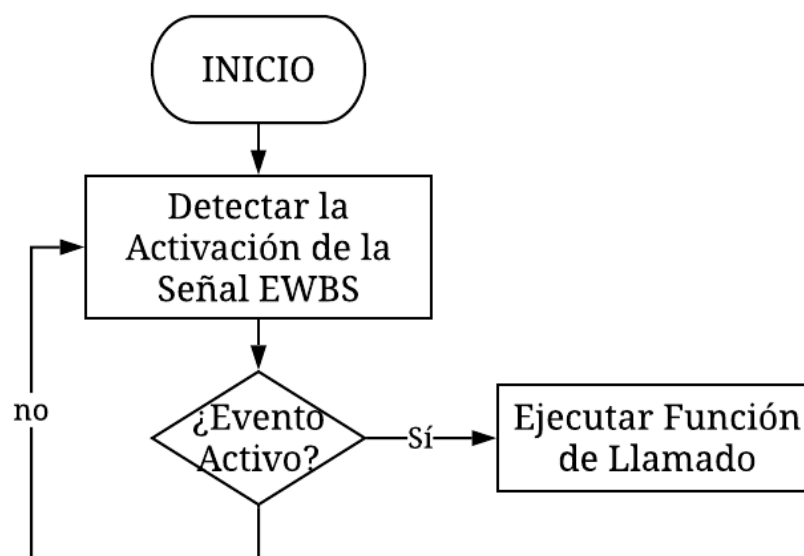 INICIO
Detectar la
Activación de la
Señal EWBS
¿Evento
Activo?
no
Sí
Ejecutar Función
de Llamado